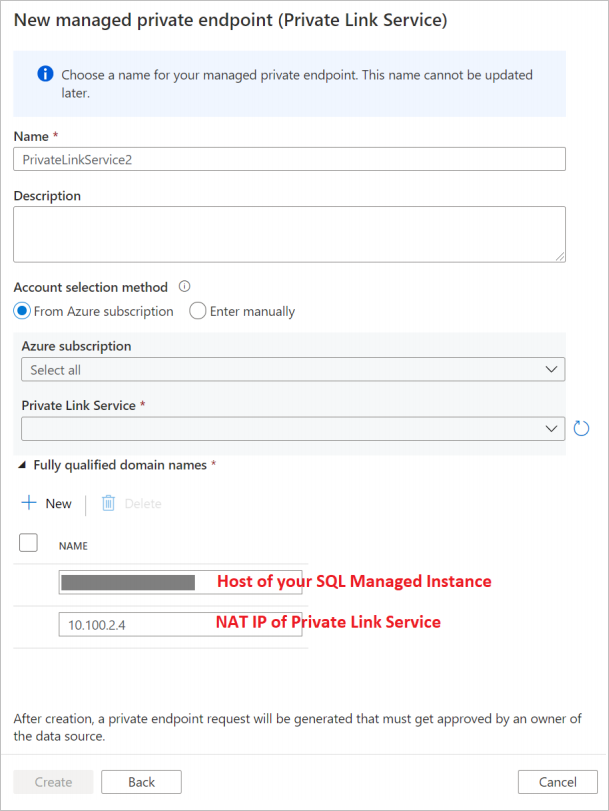 New managed private endpoint (Private Link Service)
Choose a name for your managed private endpoint. This name cannot be updated
later.
Name *
PrivateLinkService2
Description
Account selection method
From Azure subscription
Enter manually
Azure subscription
Select all
Private Link Service *
Fully qualified domain names *
New
Delete
NAME
Host of your SQL Managed Instance
10.100.2.4
NAT IP of Private Link Service
After creation, a private endpoint request will be generated that must get approved by an owner of
the data source.
Create
Back
Cancel